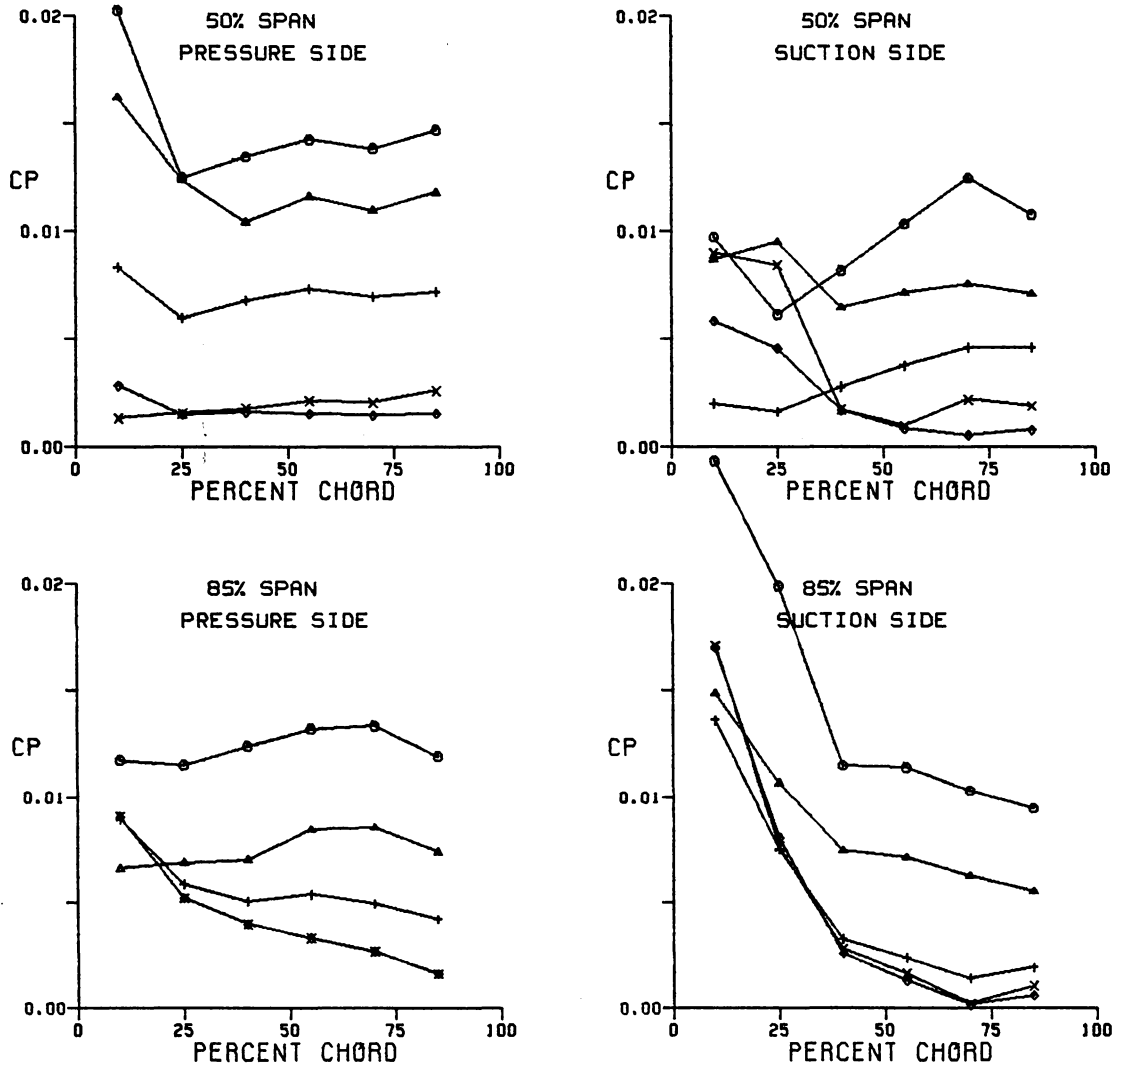 50% SPAN
PRESSURE SIDE
0.02
CP
0.01
0.00
0 25 50 75 100
PERCENT CHORD
50% SPAN
SUCTION SIDE
0.02
CP
0.01
0.00
0 25 50 75 100
PERCENT CHORD
85% SPAN
PRESSURE SIDE
0.02
CP
0.01
0.00
0 25 50 75 100
PERCENT CHORD
85% SPAN
SUCTION SIDE
0.02
CP
0.01
0.00
0 25 50 75 100
PERCENT CHORD